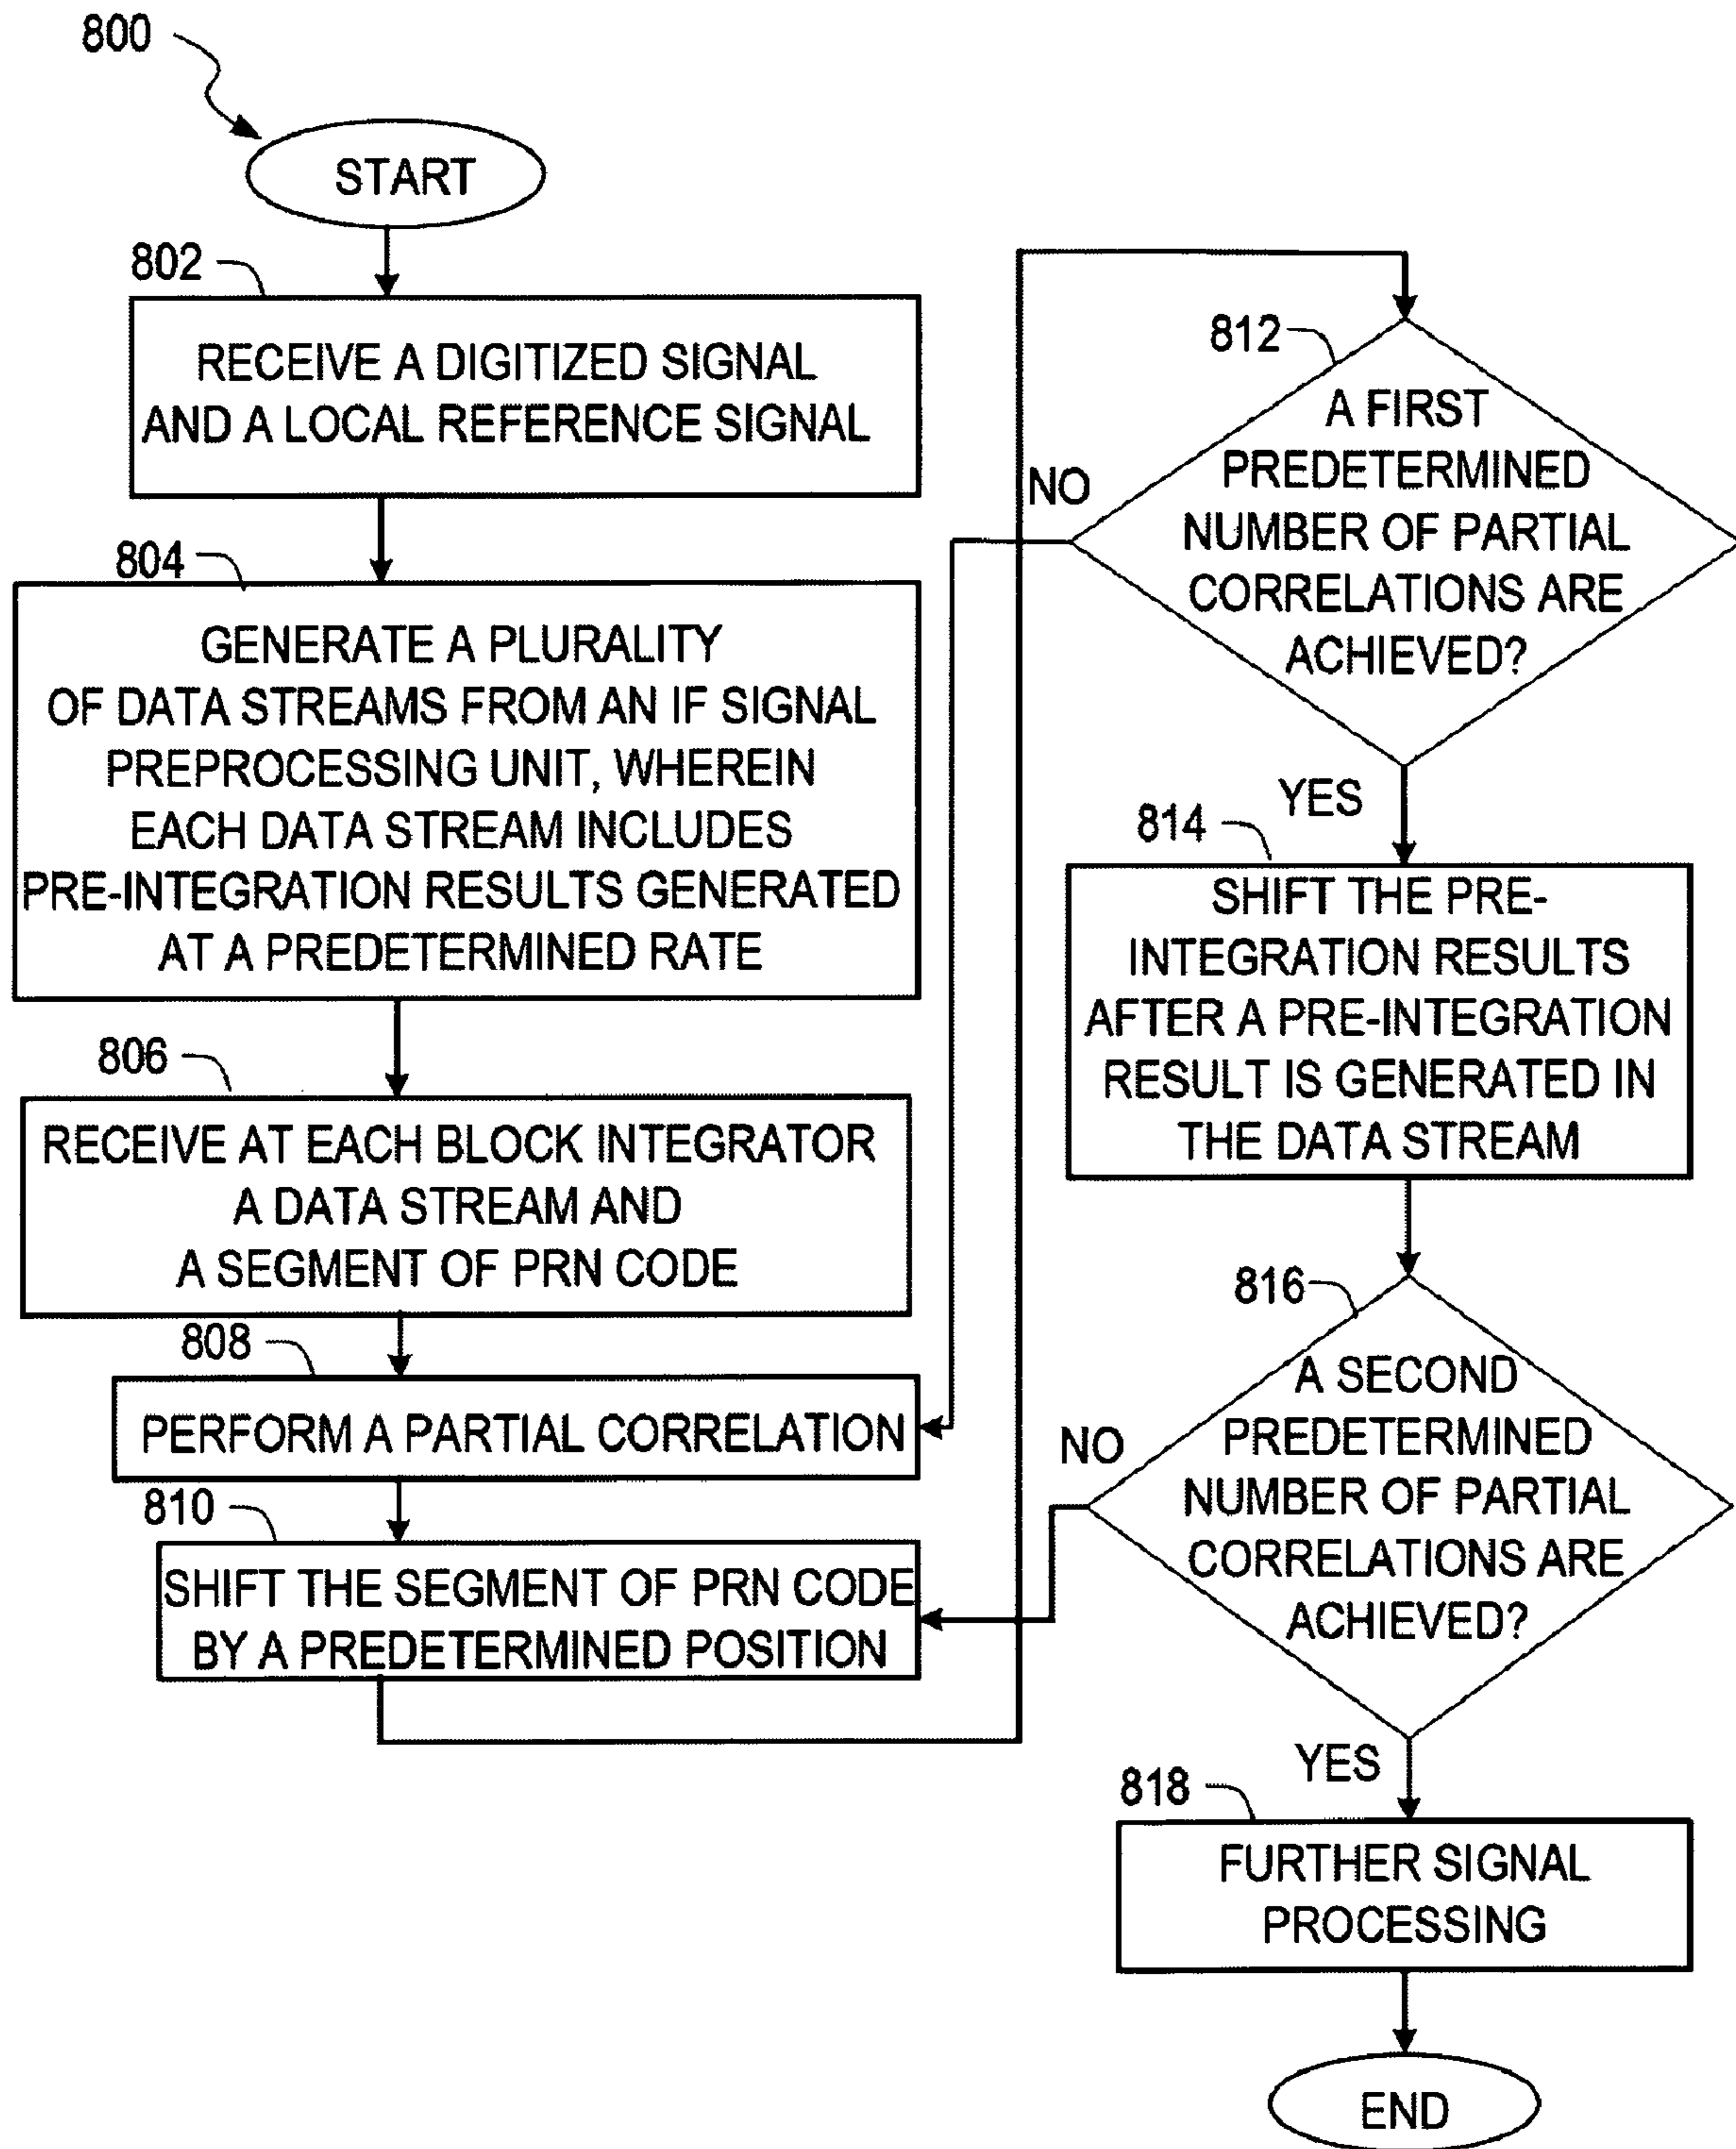 800
START
802
RECEIVE A DIGITIZED SIGNAL
AND A LOCAL REFERENCE SIGNAL
804
GENERATE A PLURALITY
OF DATA STREAMS FROM AN IF SIGNAL
PREPROCESSING UNIT, WHEREIN
EACH DATA STREAM INCLUDES
PRE-INTEGRATION RESULTS GENERATED
AT A PREDETERMINED RATE
806
RECEIVE AT EACH BLOCK INTEGRATOR
A DATA STREAM AND
A SEGMENT OF PRN CODE
808
PERFORM A PARTIAL CORRELATION
810
SHIFT THE SEGMENT OF PRN CODE
BY A PREDETERMINED POSITION
812
A FIRST
PREDETERMINED
NUMBER OF PARTIAL
CORRELATIONS ARE
ACHIEVED?
NO
YES
814
SHIFT THE PRE-
INTEGRATION RESULTS
AFTER A PRE-INTEGRATION
RESULT IS GENERATED IN
THE DATA STREAM
816
A SECOND
PREDETERMINED
NUMBER OF PARTIAL
CORRELATIONS ARE
ACHIEVED?
NO
YES
818
FURTHER SIGNAL
PROCESSING
END